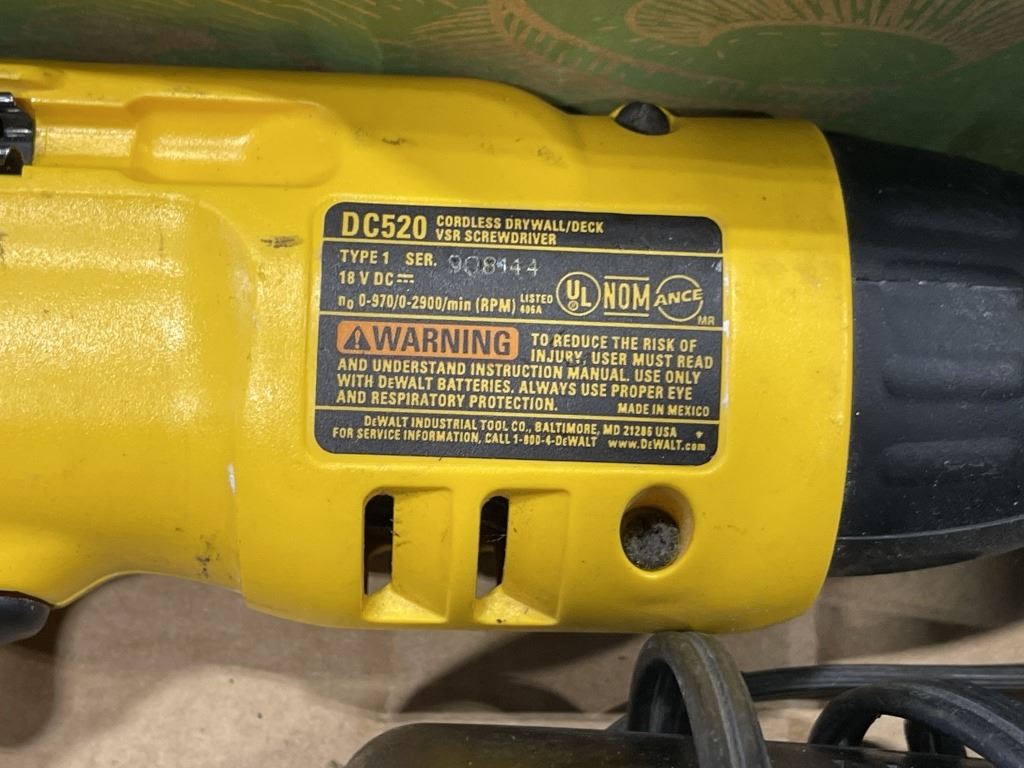 DC520 CORDLESS DRYWALL/DECK
VSR SCREWDRIVER
TYPE 1 SER. 908144
18 V DC
n₀ 0-970/0-2900/min (RPM) LISTED
406A
UL
NOM
ANCE
MR
WARNING TO REDUCE THE RISK OF
INJURY, USER MUST READ
AND UNDERSTAND INSTRUCTION MANUAL. USE ONLY
WITH DEWALT BATTERIES. ALWAYS USE PROPER EYE
AND RESPIRATORY PROTECTION. MADE IN MEXICO
DEWALT INDUSTRIAL TOOL CO., BALTIMORE, MD 21286 USA
FOR SERVICE INFORMATION, CALL 1-800-4-DEWALT www.DEWALT.com